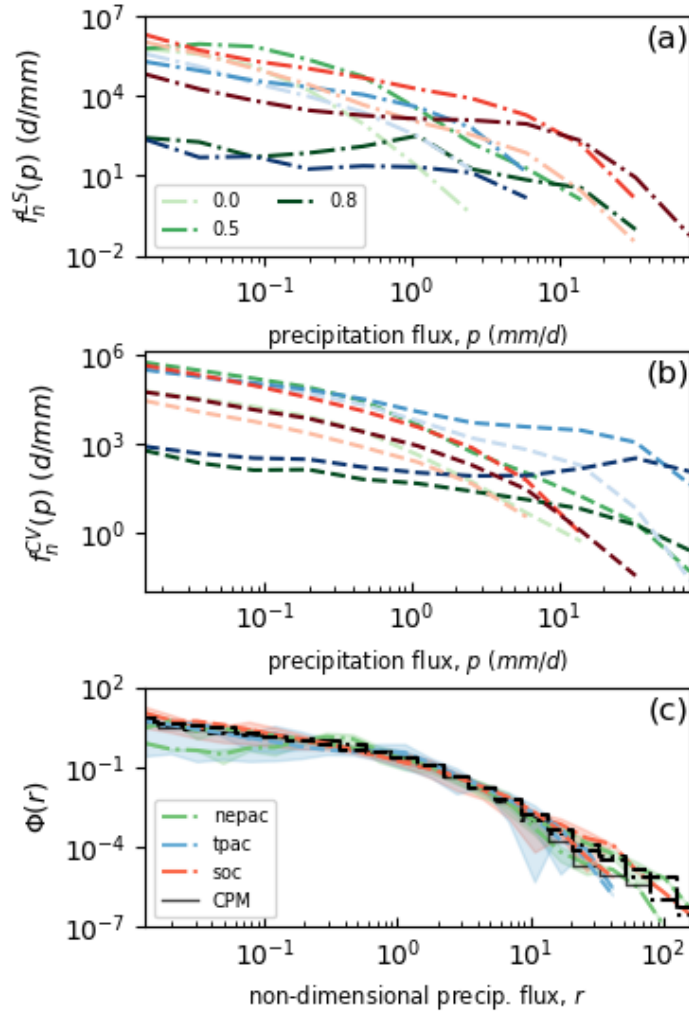 10^7
(a)
10^4
10^1
10^-2
f_n^LS(p) (d/mm)
0.0 0.8
0.5
10^-1 10^0 10^1
precipitation flux, p (mm/d)
10^6
(b)
10^3
10^0
f_n^CV(p) (d/mm)
10^-1 10^0 10^1
precipitation flux, p (mm/d)
10^2
(c)
10^-1
10^-4
10^-7
Φ(r)
nepac
tpac
soc
CPM
10^-1 10^0 10^1 10^2
non-dimensional precip. flux, r